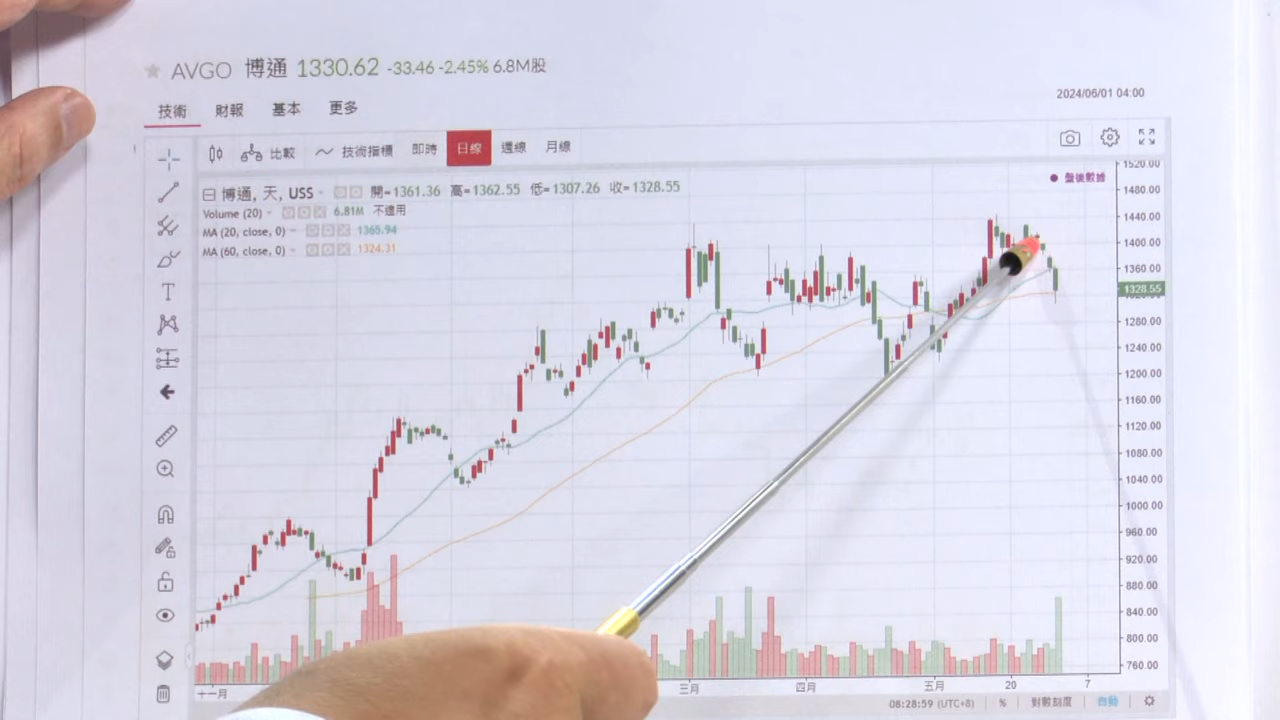 AVGO 博通 1330.62 -33.46 -2.45% 6.8M股
2024/06/01 04:00
技術 財報 基本 更多
比較 技術指標 即時 日線 週線 月線
博通, 天, USS 開=1361.36 高=1362.55 低=1307.26 收=1328.55
盤後數據
Volume (20) 6.81M 不適用
MA (20, close, 0) 1365.94
MA (60, close, 0) 1324.31
1520.00
1480.00
1440.00
1400.00
1360.00
1328.55
1280.00
1240.00
1200.00
1160.00
1120.00
1080.00
1040.00
1000.00
960.00
920.00
880.00
840.00
800.00
760.00
十一月 三月 四月 五月 20 7
08:28:59 (UTC+8) % 對數刻度 自動